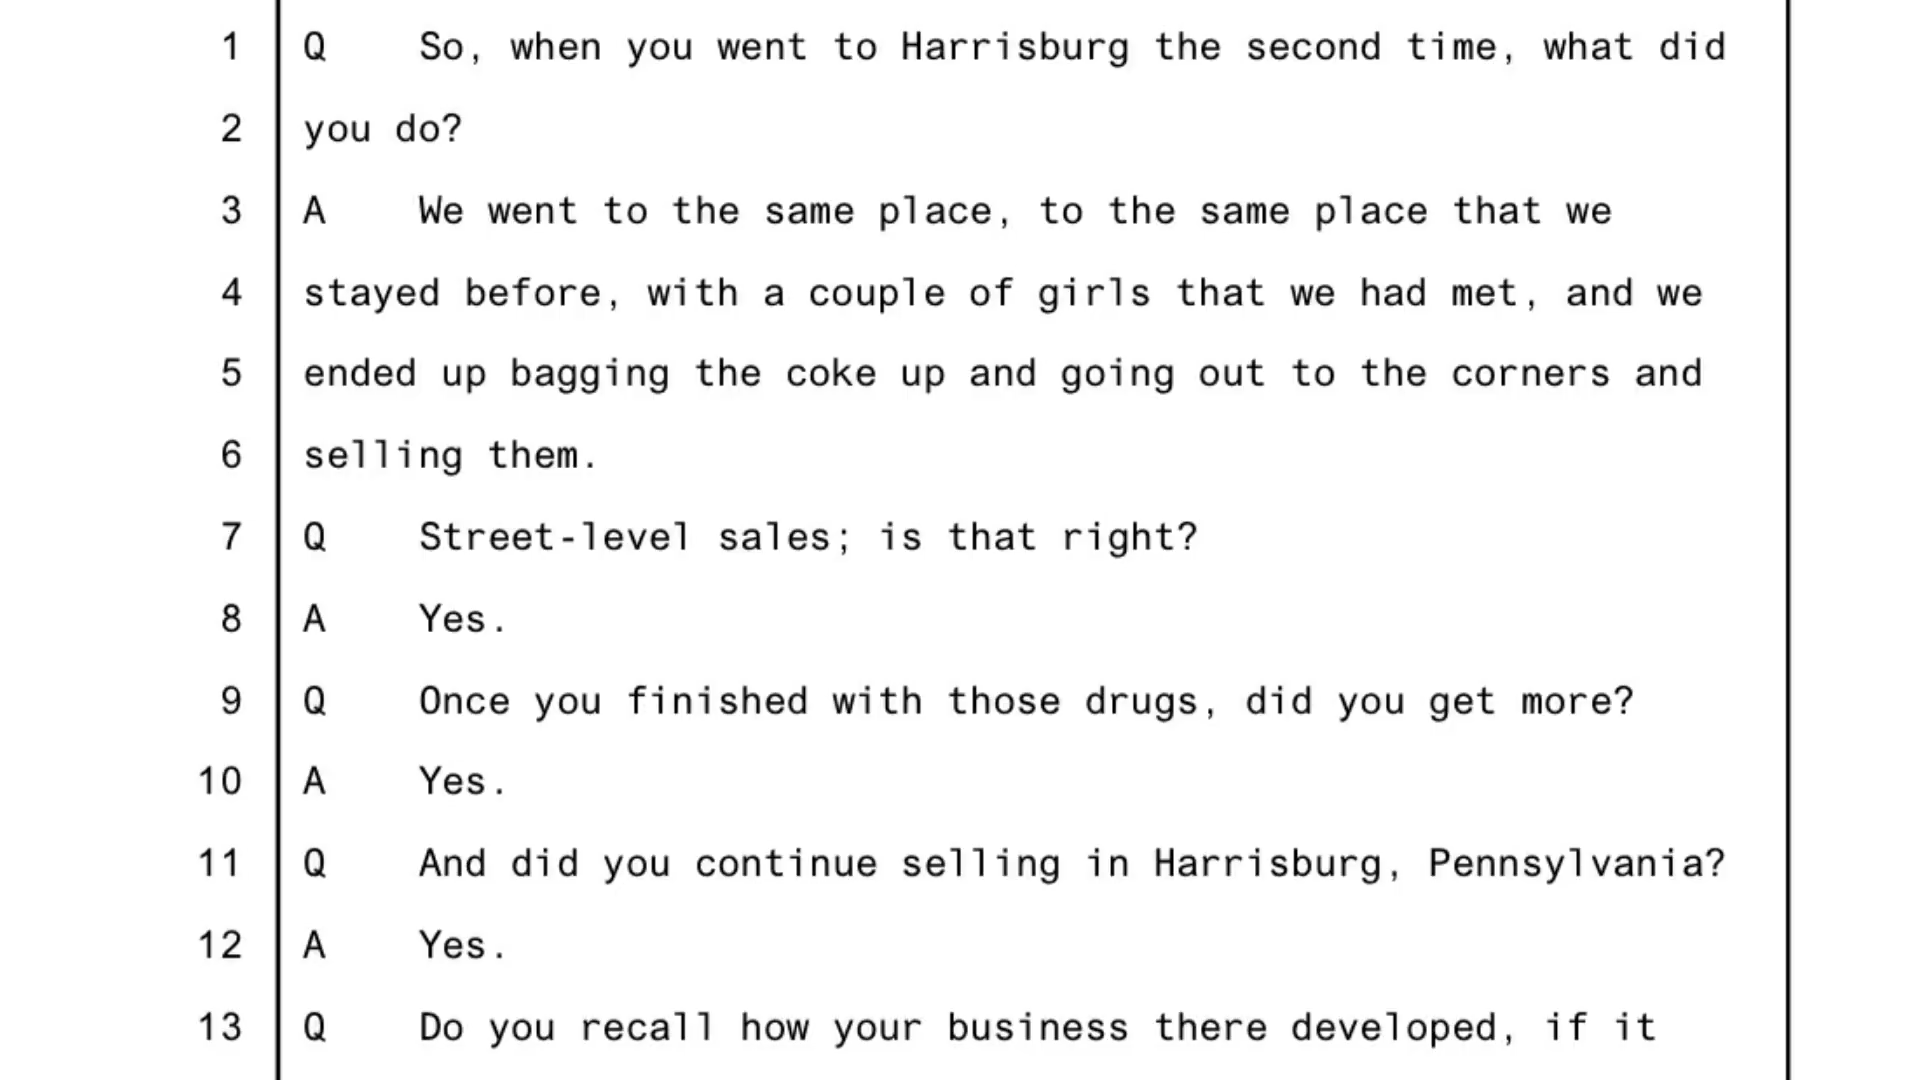 1 Q So, when you went to Harrisburg the second time, what did
2 you do?
3 A We went to the same place, to the same place that we
4 stayed before, with a couple of girls that we had met, and we
5 ended up bagging the coke up and going out to the corners and
6 selling them.
7 Q Street-level sales; is that right?
8 A Yes.
9 Q Once you finished with those drugs, did you get more?
10 A Yes.
11 Q And did you continue selling in Harrisburg, Pennsylvania?
12 A Yes.
13 Q Do you recall how your business there developed, if it